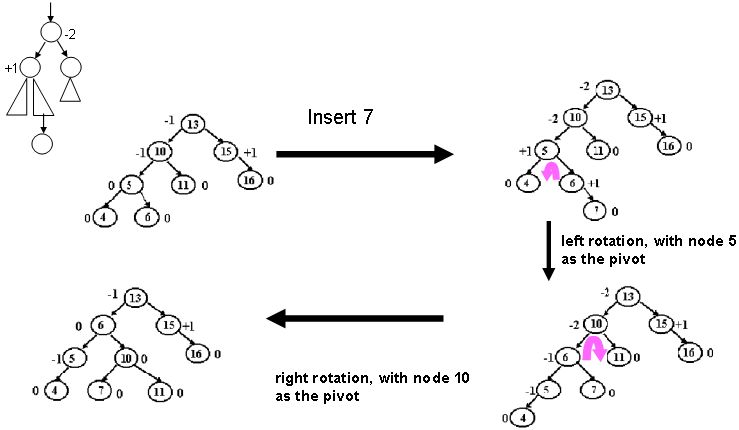 -2
+1
Insert 7
-1 13
-1 10 15 +1
0 5 11 0 16 0
0 4 6 0
-2 13
-2 10 15 +1
+1 5 11 0 16 0
0 4 6 +1
7 0
left rotation, with node 5
as the pivot
-2 13
-2 10 15 +1
-1 6 11 0 16 0
-1 5 7 0
0 4
right rotation, with node 10
as the pivot
-1 13
0 6 15 +1
-1 5 10 0 16 0
0 4 7 0 11 0